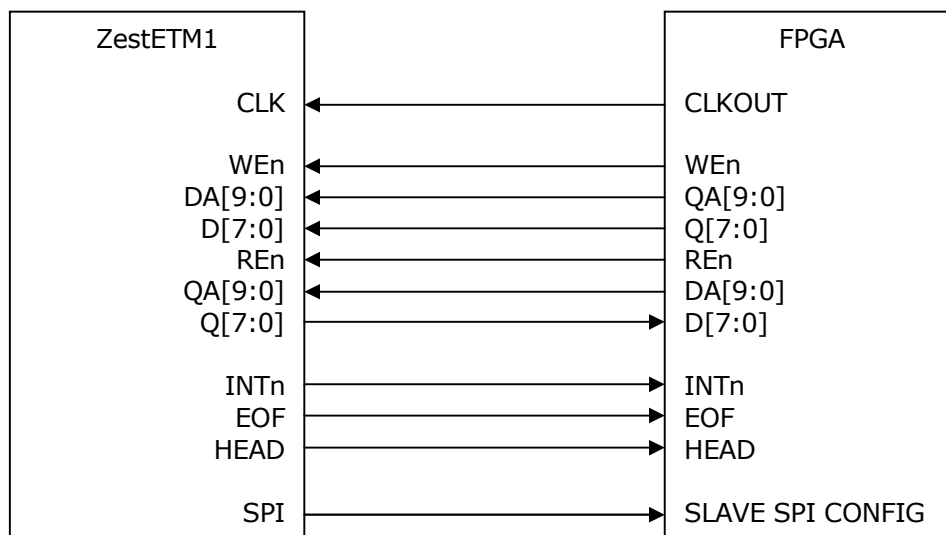 ZestETM1 FPGA
CLK CLKOUT
WEn WEn
DA[9:0] QA[9:0]
D[7:0] Q[7:0]
REn REn
QA[9:0] DA[9:0]
Q[7:0] D[7:0]
INTn INTn
EOF EOF
HEAD HEAD
SPI SLAVE SPI CONFIG